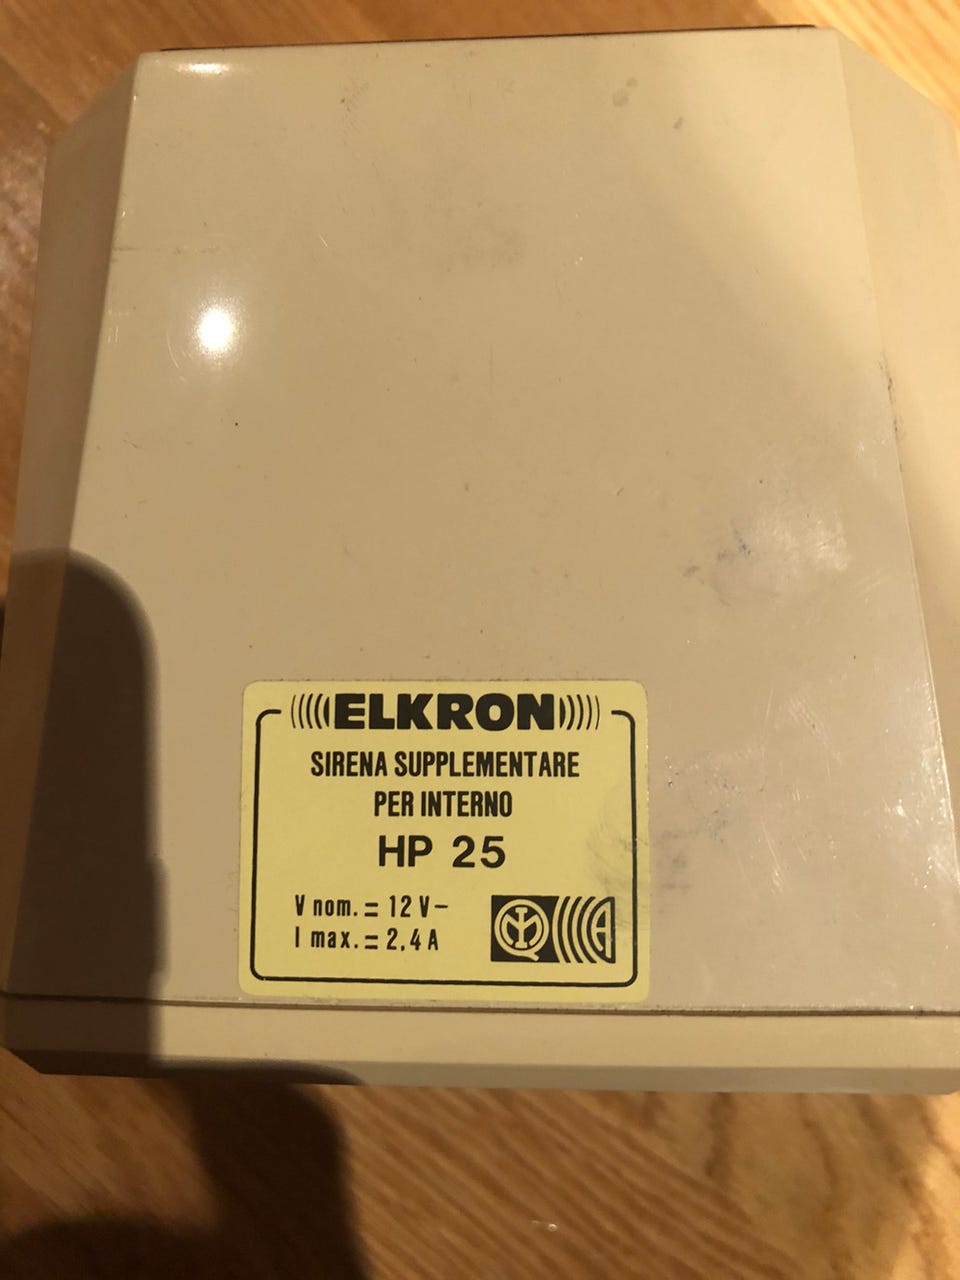 ELKRON
SIRENA SUPPLEMENTARE
PER INTERNO
HP 25
V nom. = 12 V-
I max. = 2,4 A